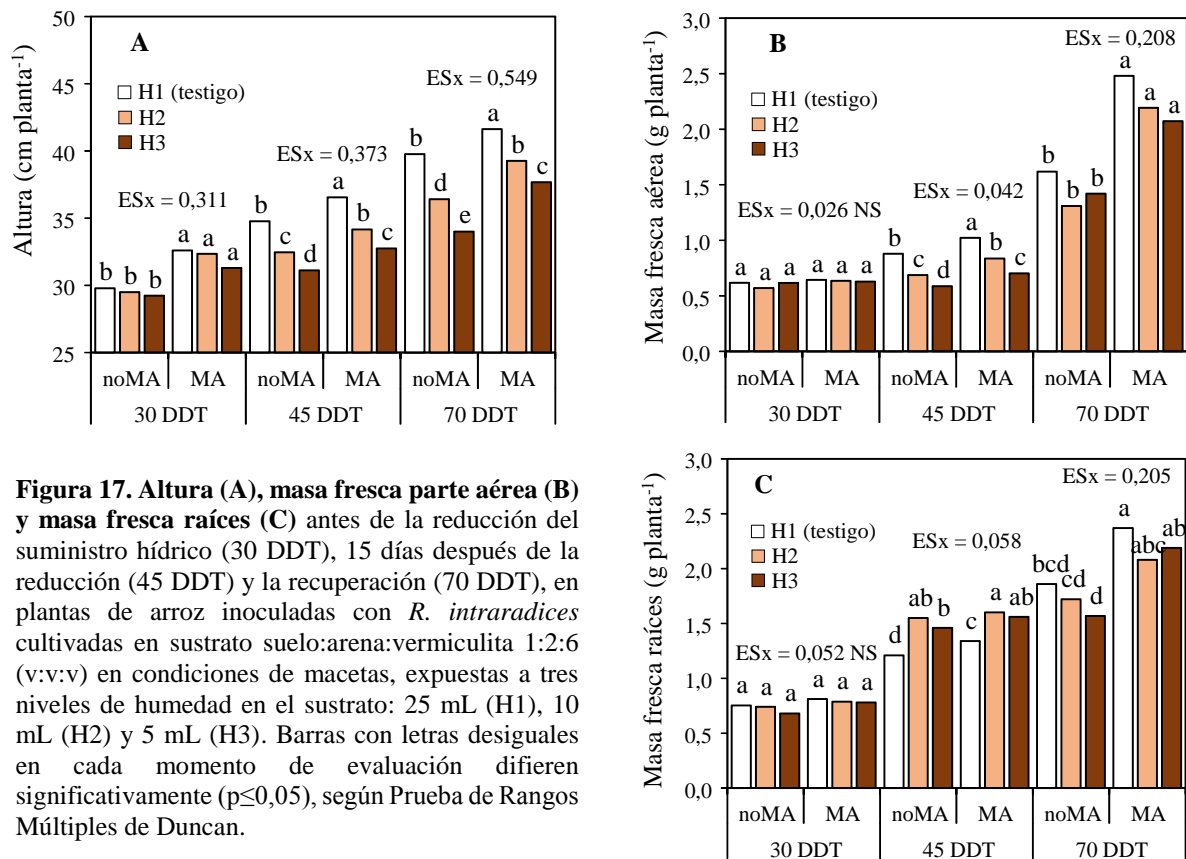 A
Altura (cm planta-1)
50
45
40
35
30
25
H1 (testigo)
H2
H3
ESx = 0,311
ESx = 0,373
ESx = 0,549
b b b a a a b c d a b c b d e a b c
noMA MA noMA MA noMA MA
30 DDT 45 DDT 70 DDT
B
Masa fresca aérea (g planta-1)
3,0
2,5
2,0
1,5
1,0
0,5
0,0
H1 (testigo)
H2
H3
ESx = 0,026 NS
ESx = 0,042
ESx = 0,208
a a a a a a b c d a b c b b b a a a
noMA MA noMA MA noMA MA
30 DDT 45 DDT 70 DDT
Figura 17. Altura (A), masa fresca parte aérea (B)
y masa fresca raíces (C) antes de la reducción del
suministro hídrico (30 DDT), 15 días después de la
reducción (45 DDT) y la recuperación (70 DDT), en
plantas de arroz inoculadas con R. intraradices
cultivadas en sustrato suelo:arena:vermiculita 1:2:6
(v:v:v) en condiciones de macetas, expuestas a tres
niveles de humedad en el sustrato: 25 mL (H1), 10
mL (H2) y 5 mL (H3). Barras con letras desiguales
en cada momento de evaluación difieren
significativamente (p≤0,05), según Prueba de Rangos
Múltiples de Duncan.
C
Masa fresca raíces (g planta-1)
3,0
2,5
2,0
1,5
1,0
0,5
0,0
H1 (testigo)
H2
H3
ESx = 0,052 NS
ESx = 0,058
ESx = 0,205
a a a a a a d ab b c a ab bcd cd d a abc ab
noMA MA noMA MA noMA MA
30 DDT 45 DDT 70 DDT